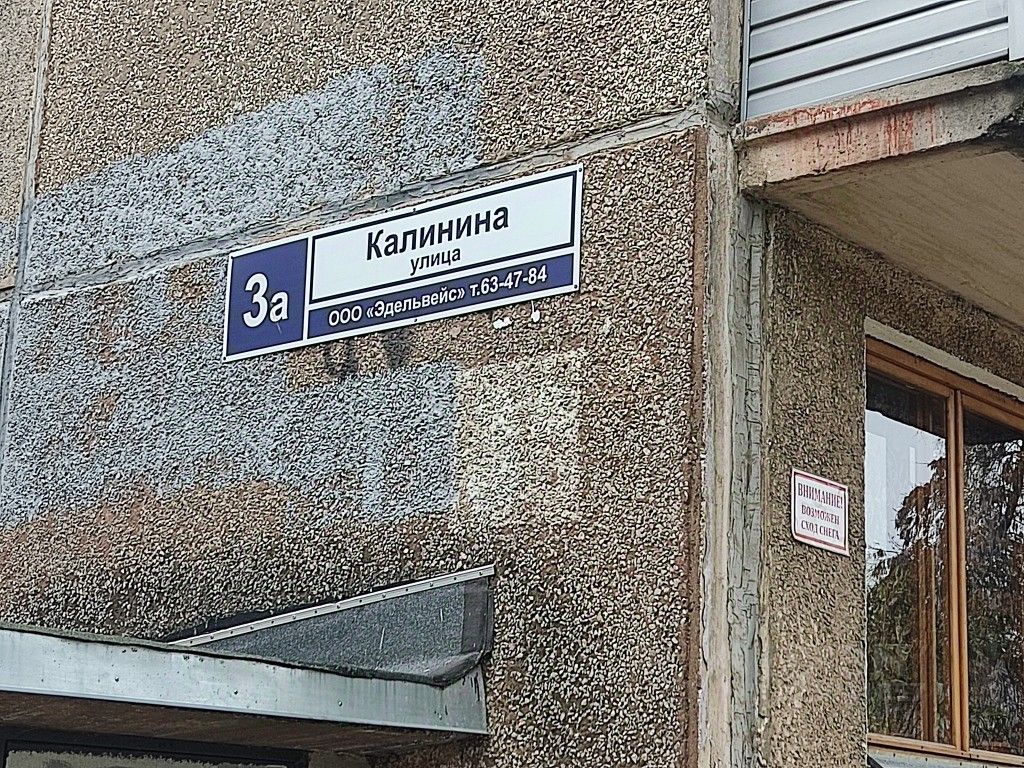 3а
Калинина
улица
ООО «Эдельвейс» т.63-47-84
ВНИМАНИЕ!
ВОЗМОЖЕН
СХОД СНЕГА